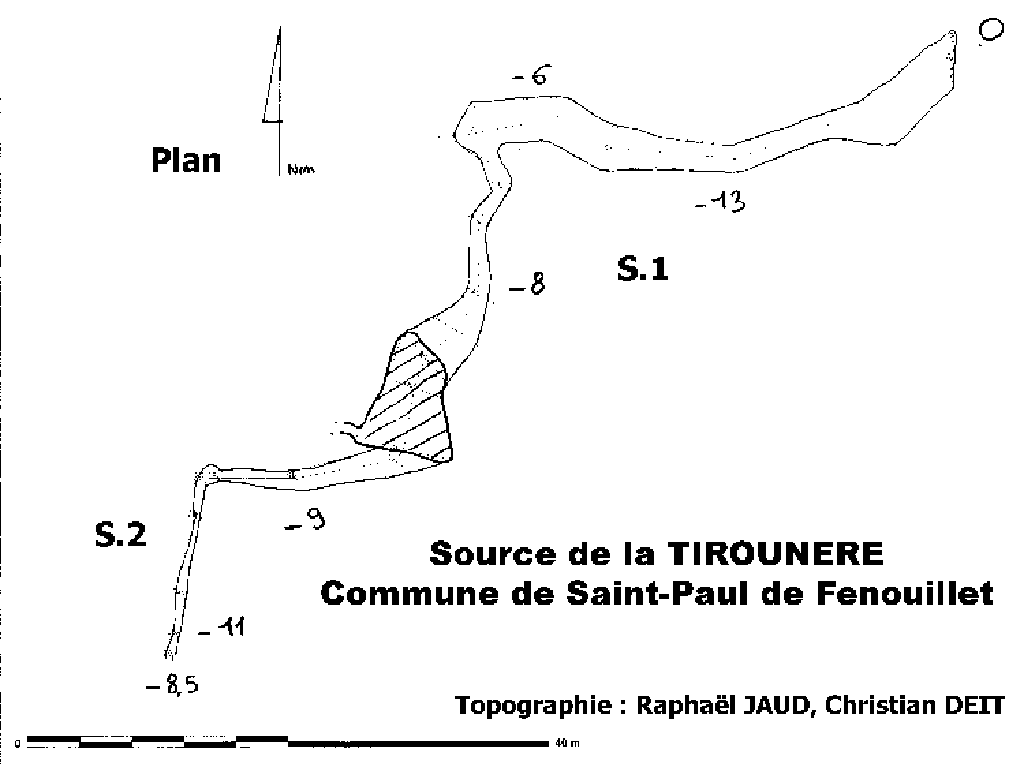 -6
Plan
Nm
-13
S.1
-8
-9
S.2
Source de la TIROUNERE
Commune de Saint-Paul de Fenouillet
-11
-8,5
Topographie : Raphaël JAUD, Christian DEIT
0 40 m